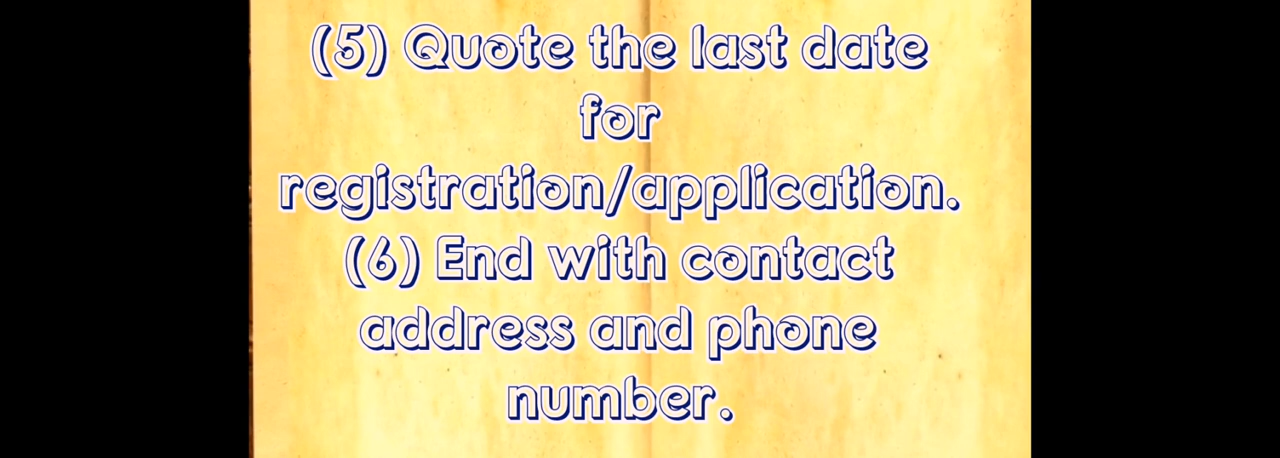 (5) Quote the last date
for
registration/application.
(6) End with contact
address and phone
number.